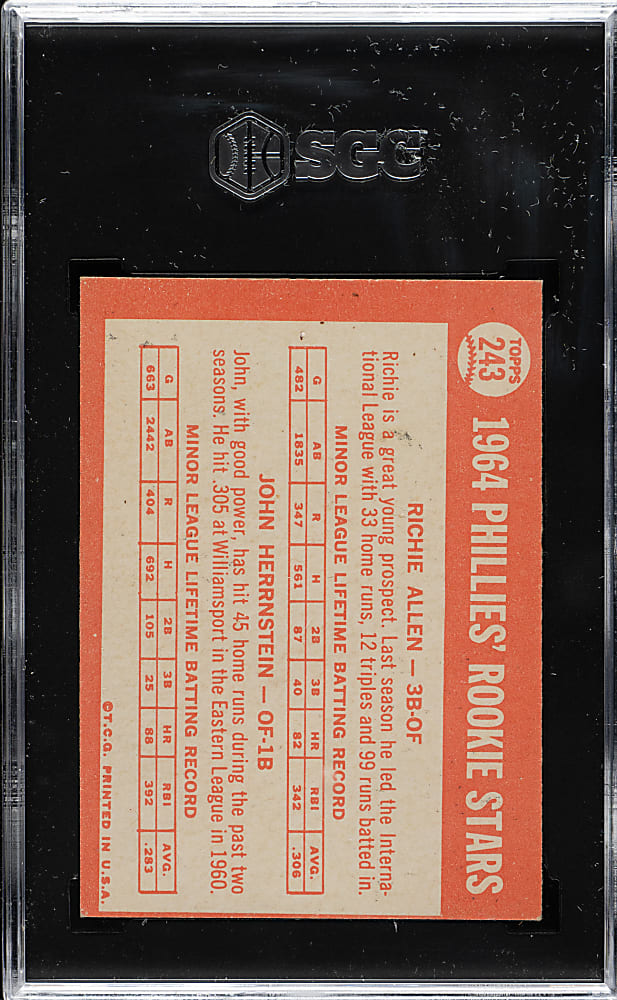 SGC
TOPPS
243
1964 PHILLIES' ROOKIE STARS
RICHIE ALLEN — 3B-OF
Richie is a great young prospect. Last season he led the Interna-
tional League with 33 home runs, 12 triples and 99 runs batted in.
MINOR LEAGUE LIFETIME BATTING RECORD
G AB R H 2B 3B HR RBI AVG.
482 1835 347 561 87 40 82 342 .306
JOHN HERRNSTEIN — OF-1B
John, with good power, has hit 45 home runs during the past two
seasons. He hit .305 at Williamsport in the Eastern League in 1960.
MINOR LEAGUE LIFETIME BATTING RECORD
G AB R H 2B 3B HR RBI AVG.
663 2442 404 692 105 25 88 392 .283
©T.C.G. PRINTED IN U.S.A.